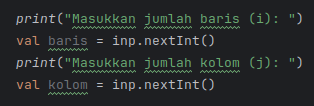 print("Masukkan jumlah baris (i): ")
val baris = inp.nextInt()
print("Masukkan jumlah kolom (j): ")
val kolom = inp.nextInt()